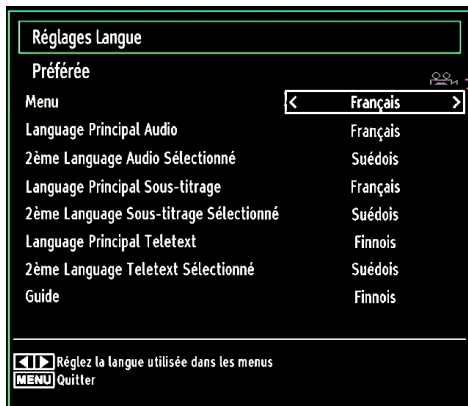 Réglages Langue
Préférée
Menu < Français >
Language Principal Audio Français
2ème Language Audio Sélectionné Suédois
Language Principal Sous-titrage Français
2ème Language Sous-titrage Sélectionné Suédois
Language Principal Teletext Finnois
2ème Language Teletext Sélectionné Suédois
Guide Finnois
Réglez la langue utilisée dans les menus
MENU Quitter